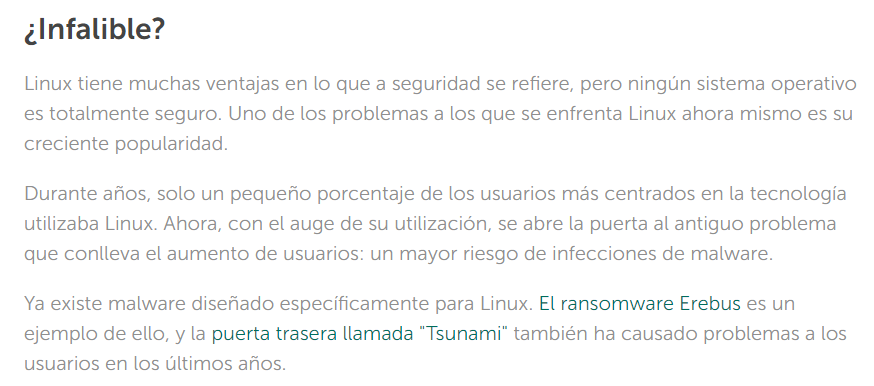 ¿Infalible?
Linux tiene muchas ventajas en lo que a seguridad se refiere, pero ningún sistema operativo
es totalmente seguro. Uno de los problemas a los que se enfrenta Linux ahora mismo es su
creciente popularidad.
Durante años, solo un pequeño porcentaje de los usuarios más centrados en la tecnología
utilizaba Linux. Ahora, con el auge de su utilización, se abre la puerta al antiguo problema
que conlleva el aumento de usuarios: un mayor riesgo de infecciones de malware.
Ya existe malware diseñado específicamente para Linux. El ransomware Erebus es un
ejemplo de ello, y la puerta trasera llamada "Tsunami" también ha causado problemas a los
usuarios en los últimos años.